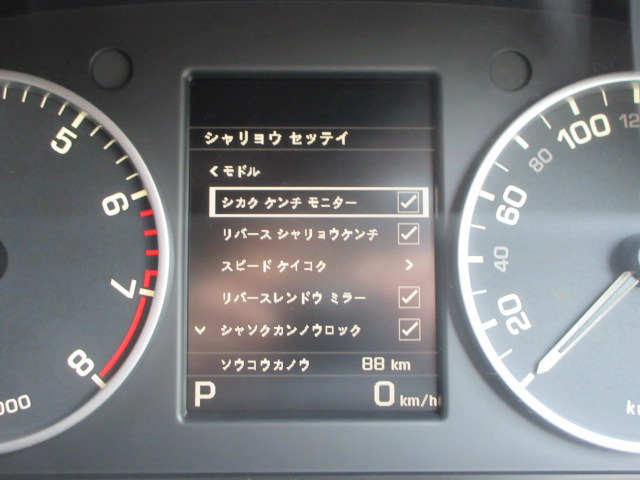 シャリョウ セッテイ
< モドル
シカク ケンチ モニター
リバース シャリョウケンチ
スピード ケイコク >
リバースレンドウ ミラー
シャソクカンノウロック
ソウコウカノウ 88 km
P 0 km/h
5
6
7
8
000
20
40
60
80
100